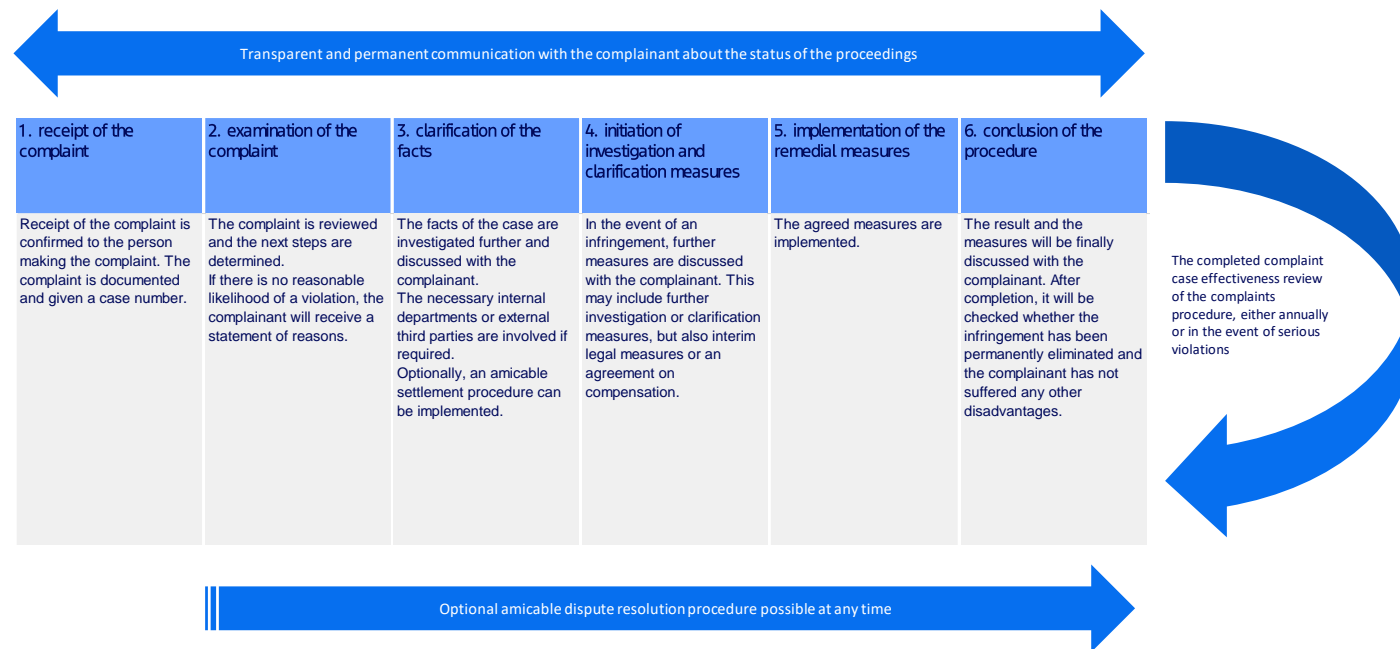 Transparent and permanent communication with the complainant about the status of the proceedings
1. receipt of the
complaint
2. examination of the
complaint
3. clarification of the
facts
4. initiation of
investigation and
clarification measures
5. implementation of the
remedial measures
6. conclusion of the
procedure
Receipt of the complaint is
confirmed to the person
making the complaint. The
complaint is documented
and given a case number.
The complaint is reviewed
and the next steps are
determined.
If there is no reasonable
likelihood of a violation, the
complainant will receive a
statement of reasons.
The facts of the case are
investigated further and
discussed with the
complainant.
The necessary internal
departments or external
third parties are involved if
required.
Optionally, an amicable
settlement procedure can
be implemented.
In the event of an
infringement, further
measures are discussed
with the complainant. This
may include further
investigation or clarification
measures, but also interim
legal measures or an
agreement on
compensation.
The agreed measures are
implemented.
The result and the
measures will be finally
discussed with the
complainant. After
completion, it will be
checked whether the
infringement has been
permanently eliminated and
the complainant has not
suffered any other
disadvantages.
The completed complaint
case effectiveness review
of the complaints
procedure, either annually
or in the event of serious
violations
Optional amicable dispute resolution procedure possible at any time